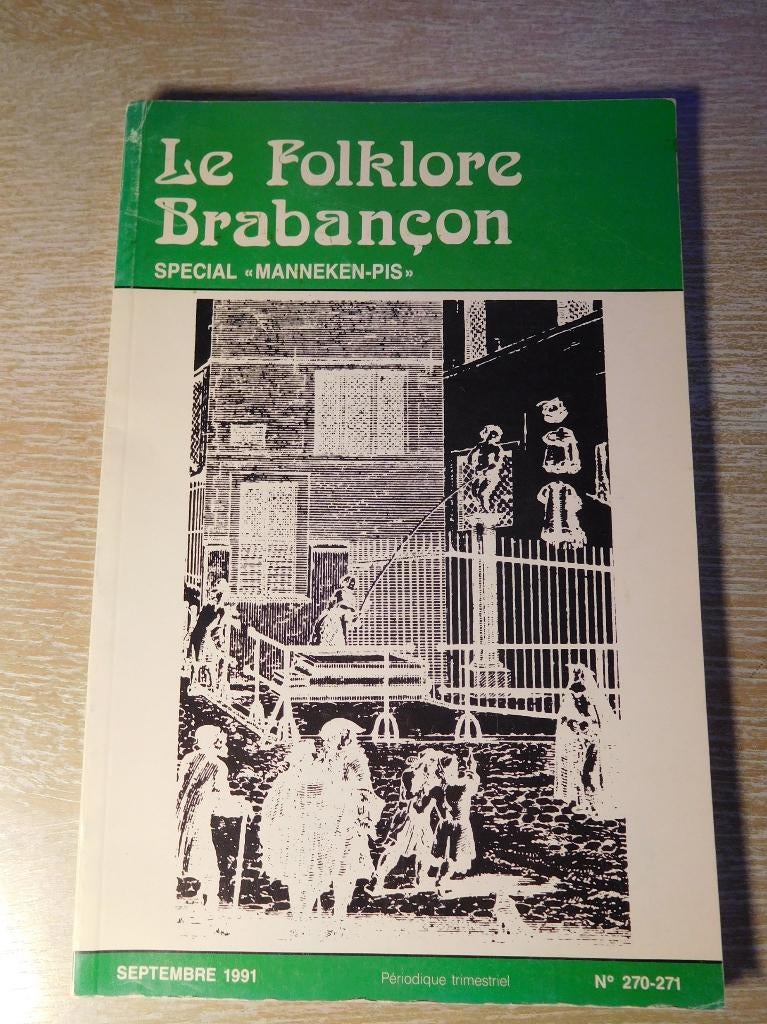 Le Folklore
Brabançon
SPECIAL «MANNEKEN-PIS»
SEPTEMBRE 1991
Périodique trimestriel
N° 270-271